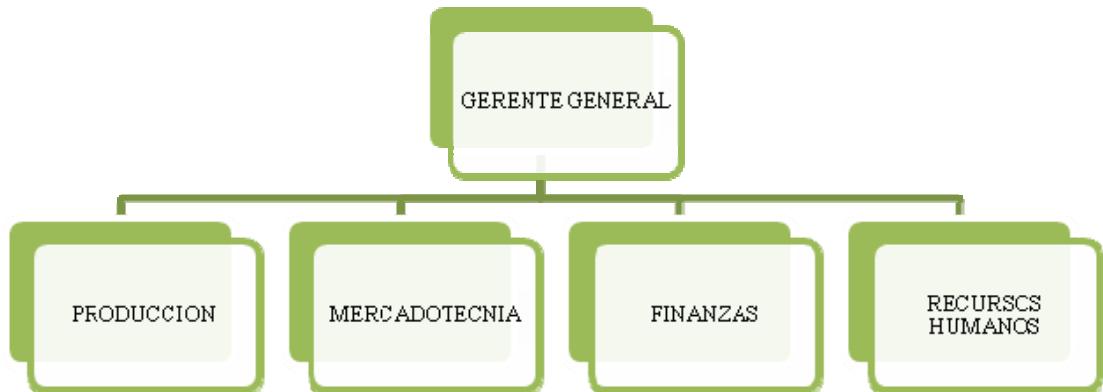 GERENTE GENERAL
PRODUCCION
MERCADOTECNIA
FINANZAS
RECURSCS
HUMANOS